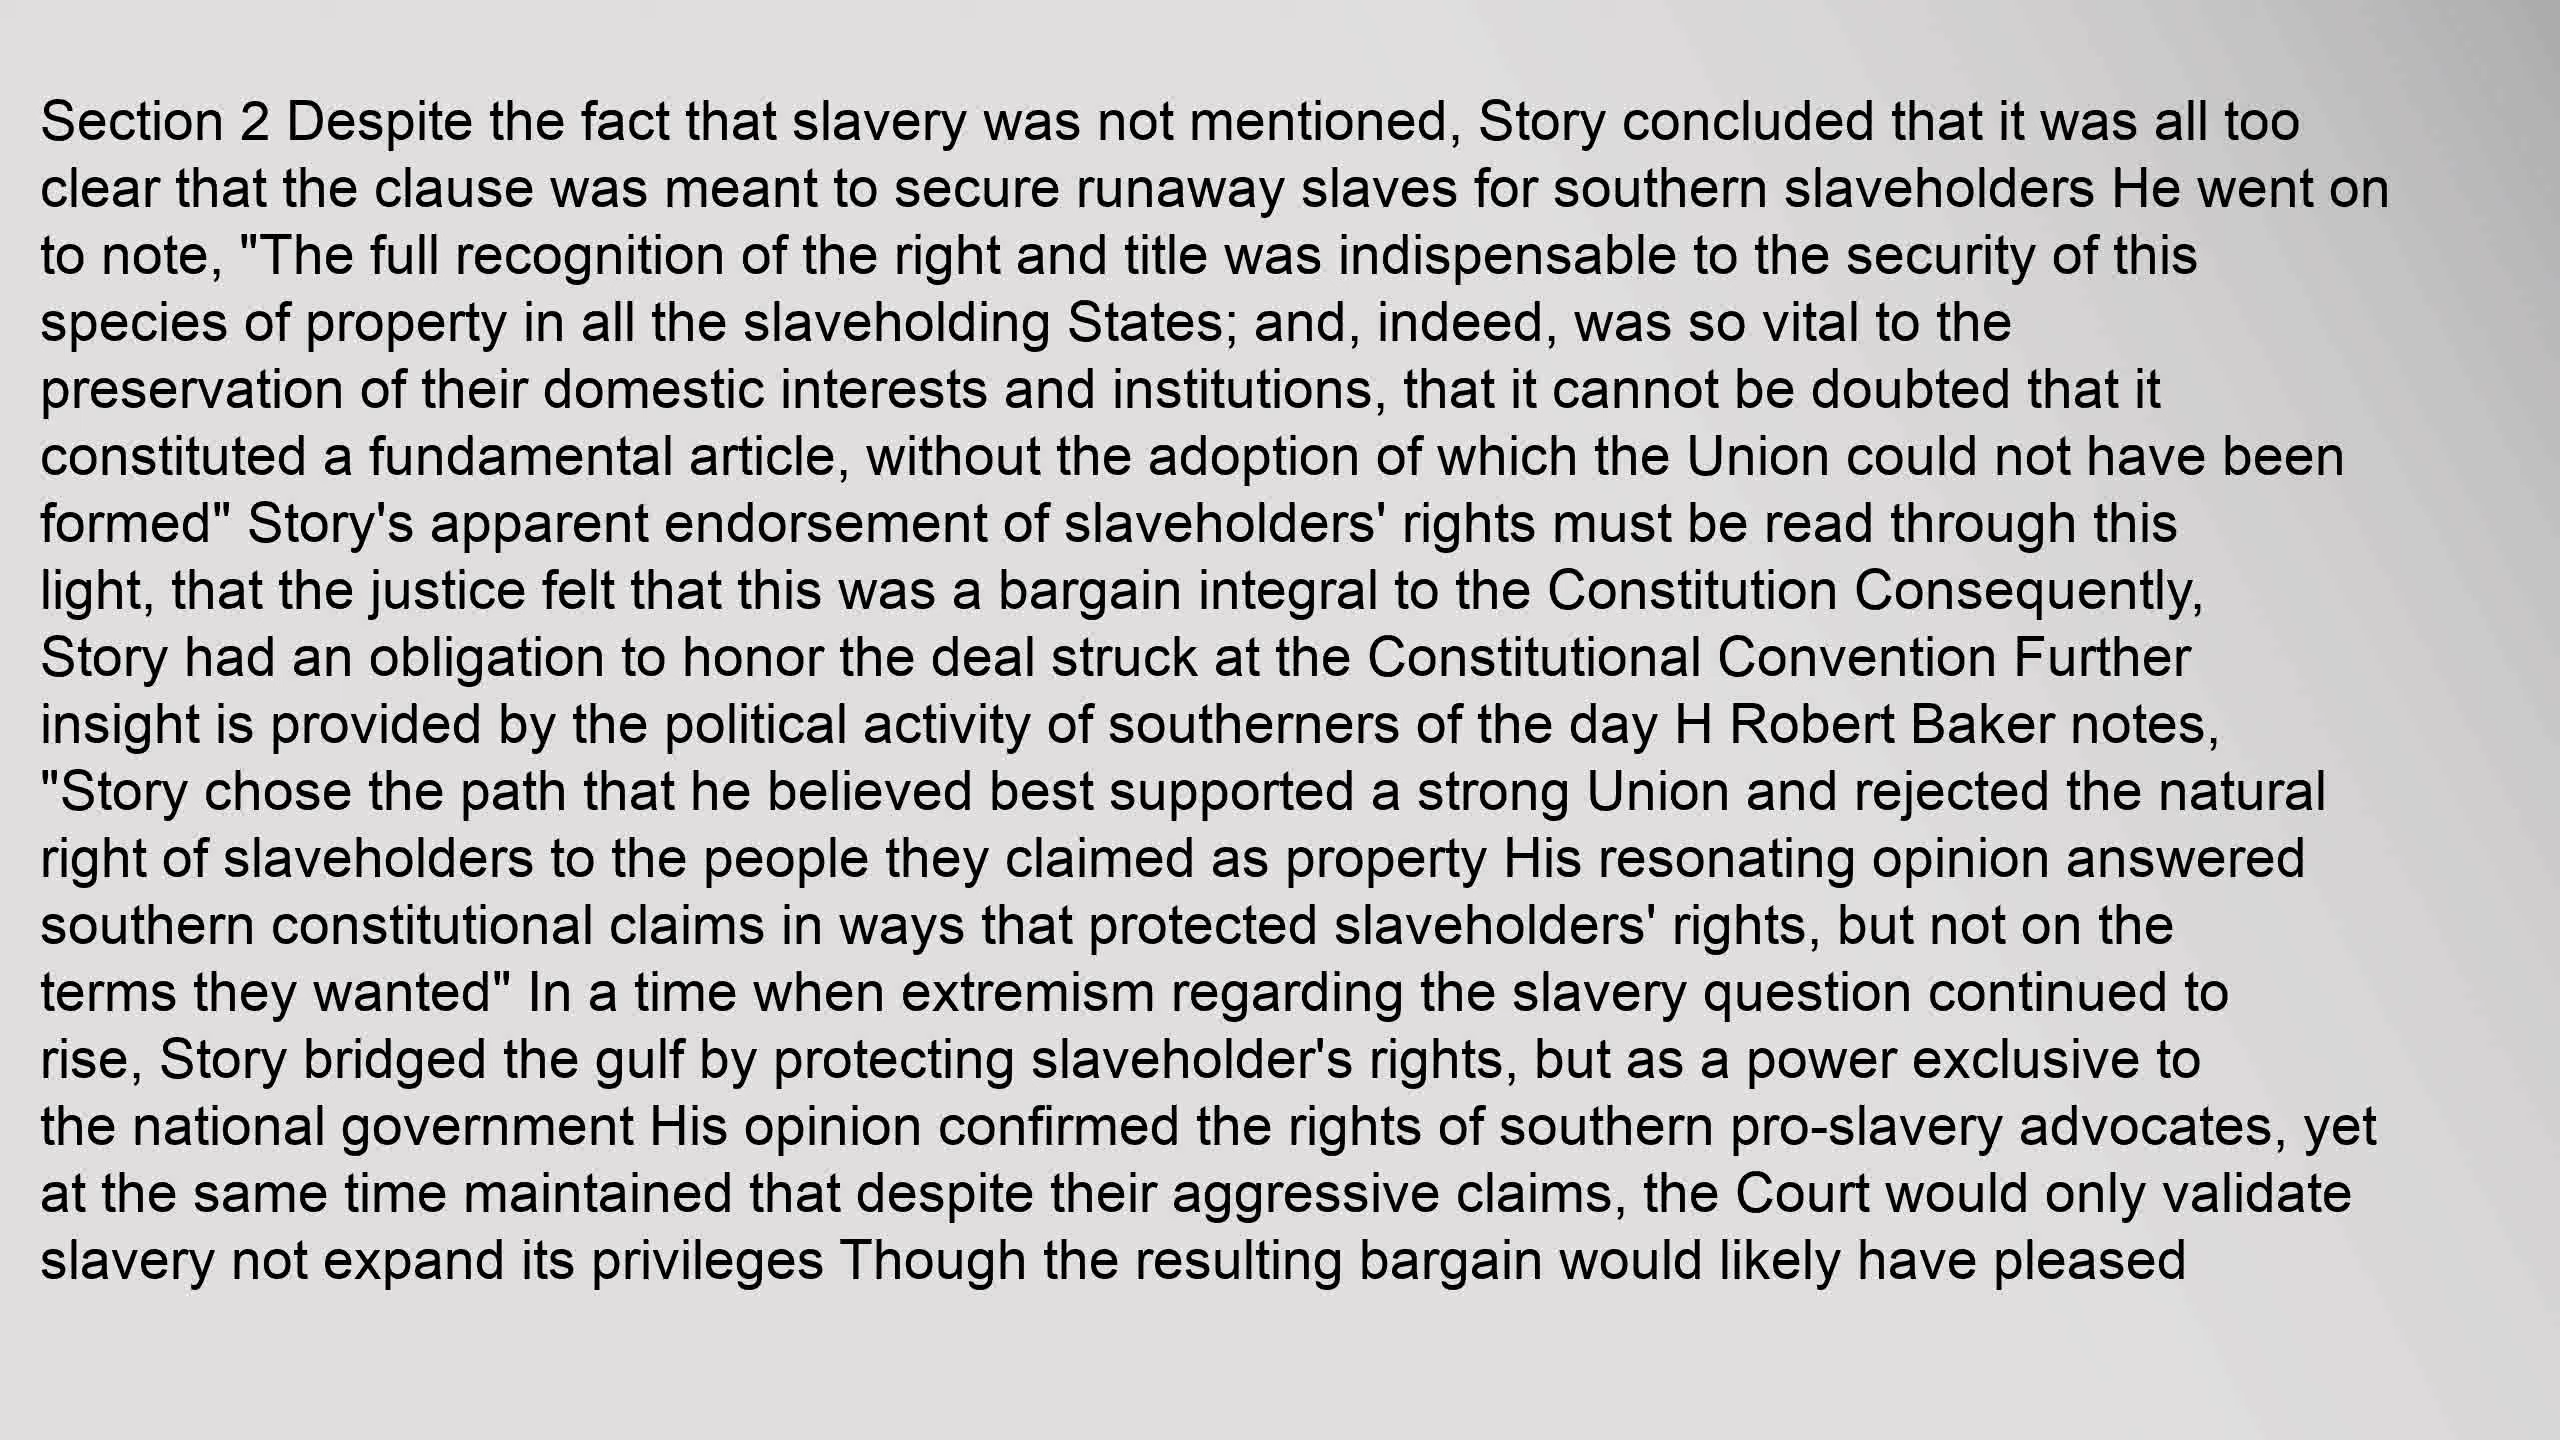 Section 2 Despite the fact that slavery was not mentioned, Story concluded that it was all too
clear that the clause was meant to secure runaway slaves for southern slaveholders He went on
to note, "The full recognition of the right and title was indispensable to the security of this
species of property in all the slaveholding States; and, indeed, was so vital to the
preservation of their domestic interests and institutions, that it cannot be doubted that it
constituted a fundamental article, without the adoption of which the Union could not have been
formed" Story's apparent endorsement of slaveholders' rights must be read through this
light, that the justice felt that this was a bargain integral to the Constitution Consequently,
Story had an obligation to honor the deal struck at the Constitutional Convention Further
insight is provided by the political activity of southerners of the day H Robert Baker notes,
"Story chose the path that he believed best supported a strong Union and rejected the natural
right of slaveholders to the people they claimed as property His resonating opinion answered
southern constitutional claims in ways that protected slaveholders' rights, but not on the
terms they wanted" In a time when extremism regarding the slavery question continued to
rise, Story bridged the gulf by protecting slaveholder's rights, but as a power exclusive to
the national government His opinion confirmed the rights of southern pro-slavery advocates, yet
at the same time maintained that despite their aggressive claims, the Court would only validate
slavery not expand its privileges Though the resulting bargain would likely have pleased